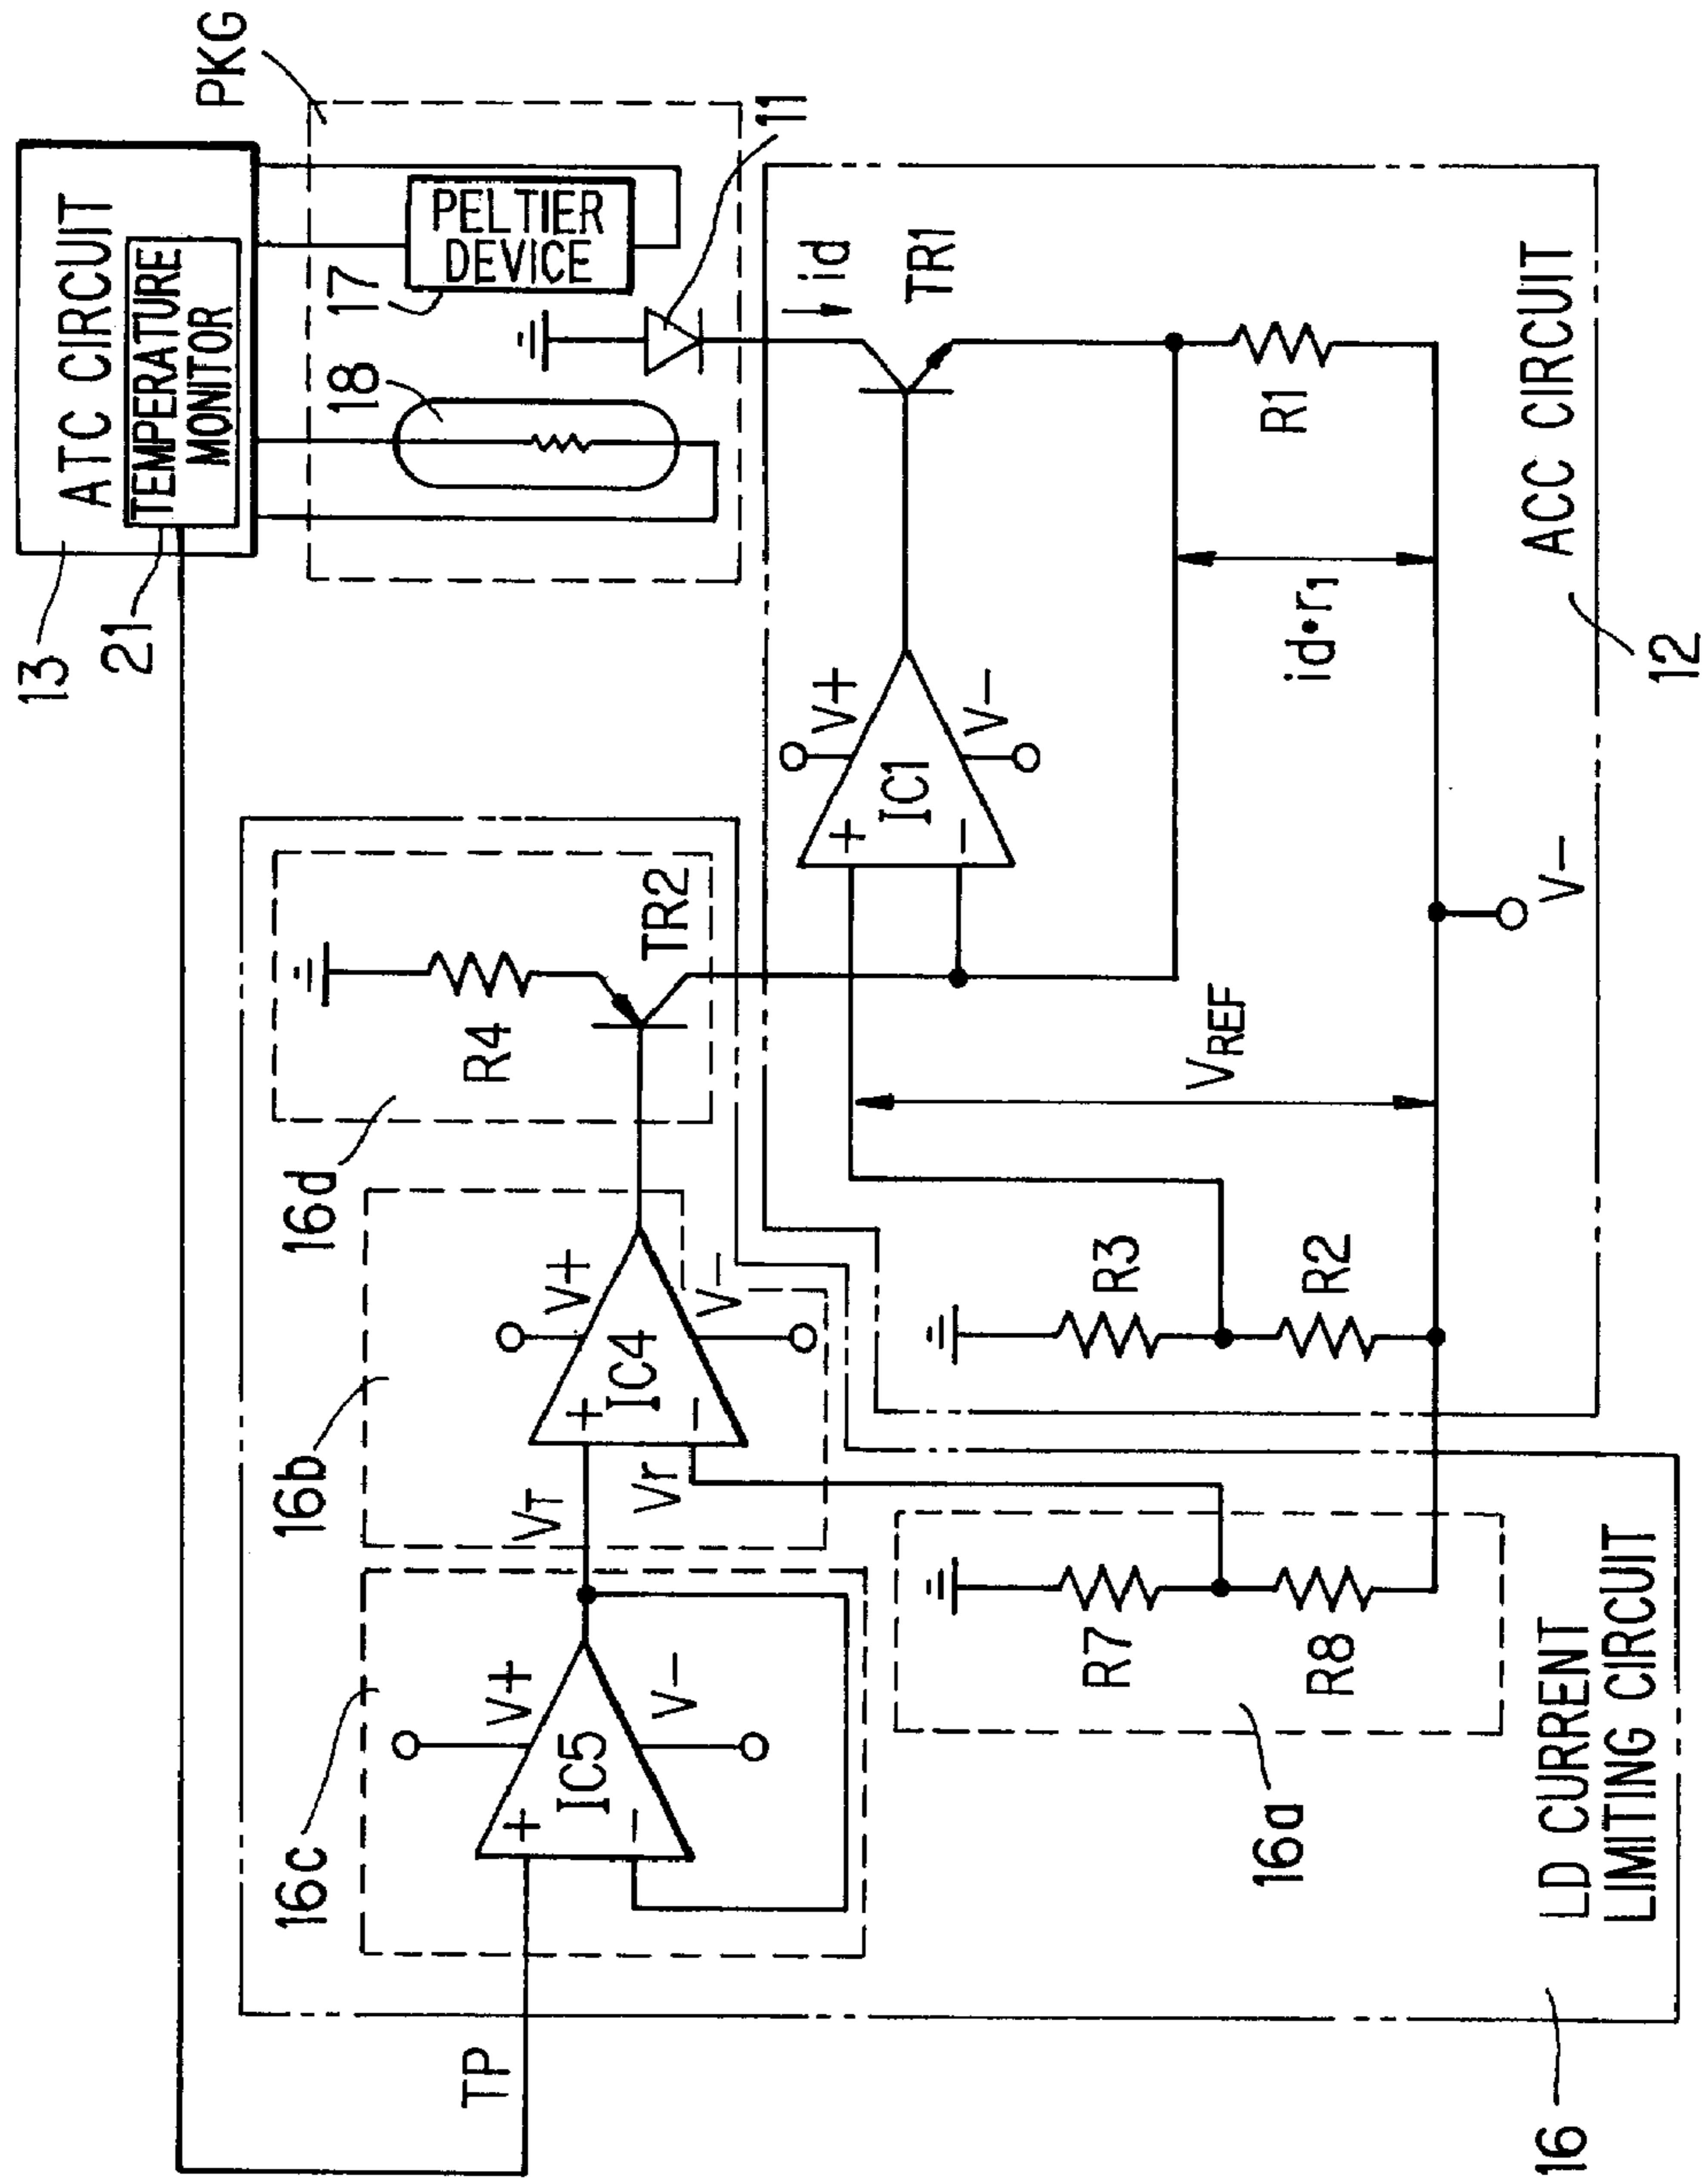 13
ATC CIRCUIT
21
TEMPERATURE
MONITOR
PKG
18
17
PELTIER
DEVICE
11
TP
16c
16b
16d
R4
TR2
V+
IC5
+
−
V−
VT
Vr
V+
IC4
+
−
V−
id
TR1
V+
IC1
+
−
V−
R7
R8
16a
R3
R2
VREF
id•r1
R1
V−
ACC CIRCUIT
12
LD CURRENT
LIMITING CIRCUIT
16